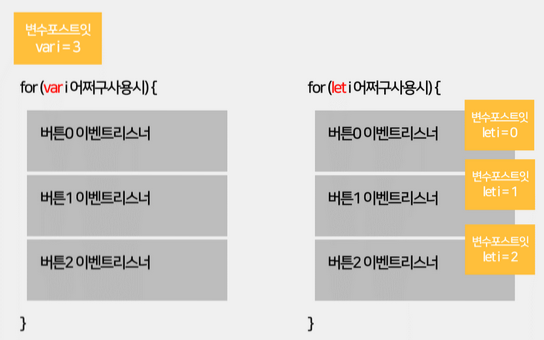 변수포스트잇
var i = 3
for (var i 어쩌구사용시) {
버튼0 이벤트리스너
버튼1 이벤트리스너
버튼2 이벤트리스너
}
for (let i 어쩌구사용시) {
버튼0 이벤트리스너
변수포스트잇
let i = 0
버튼1 이벤트리스너
변수포스트잇
let i = 1
버튼2 이벤트리스너
변수포스트잇
let i = 2
}